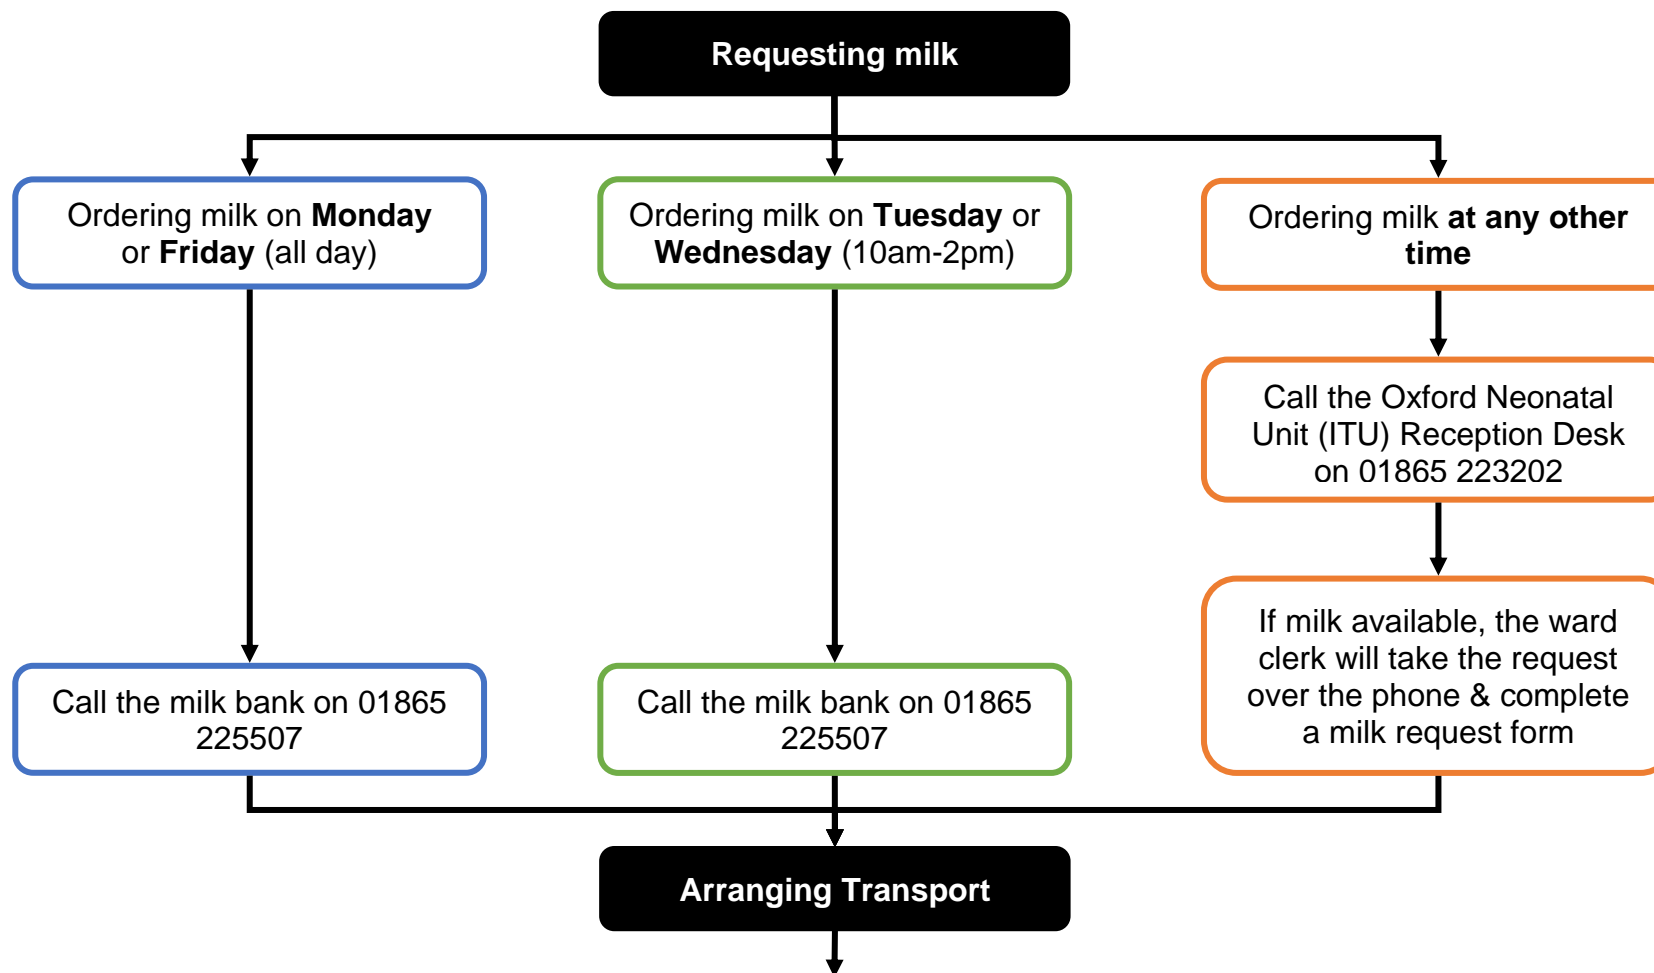 Requesting milk
Ordering milk on Monday
or Friday (all day)
Ordering milk on Tuesday or
Wednesday (10am-2pm)
Ordering milk at any other
time
Call the Oxford Neonatal
Unit (ITU) Reception Desk
on 01865 223202
Call the milk bank on 01865
225507
Call the milk bank on 01865
225507
If milk available, the ward
clerk will take the request
over the phone & complete
a milk request form
Arranging Transport